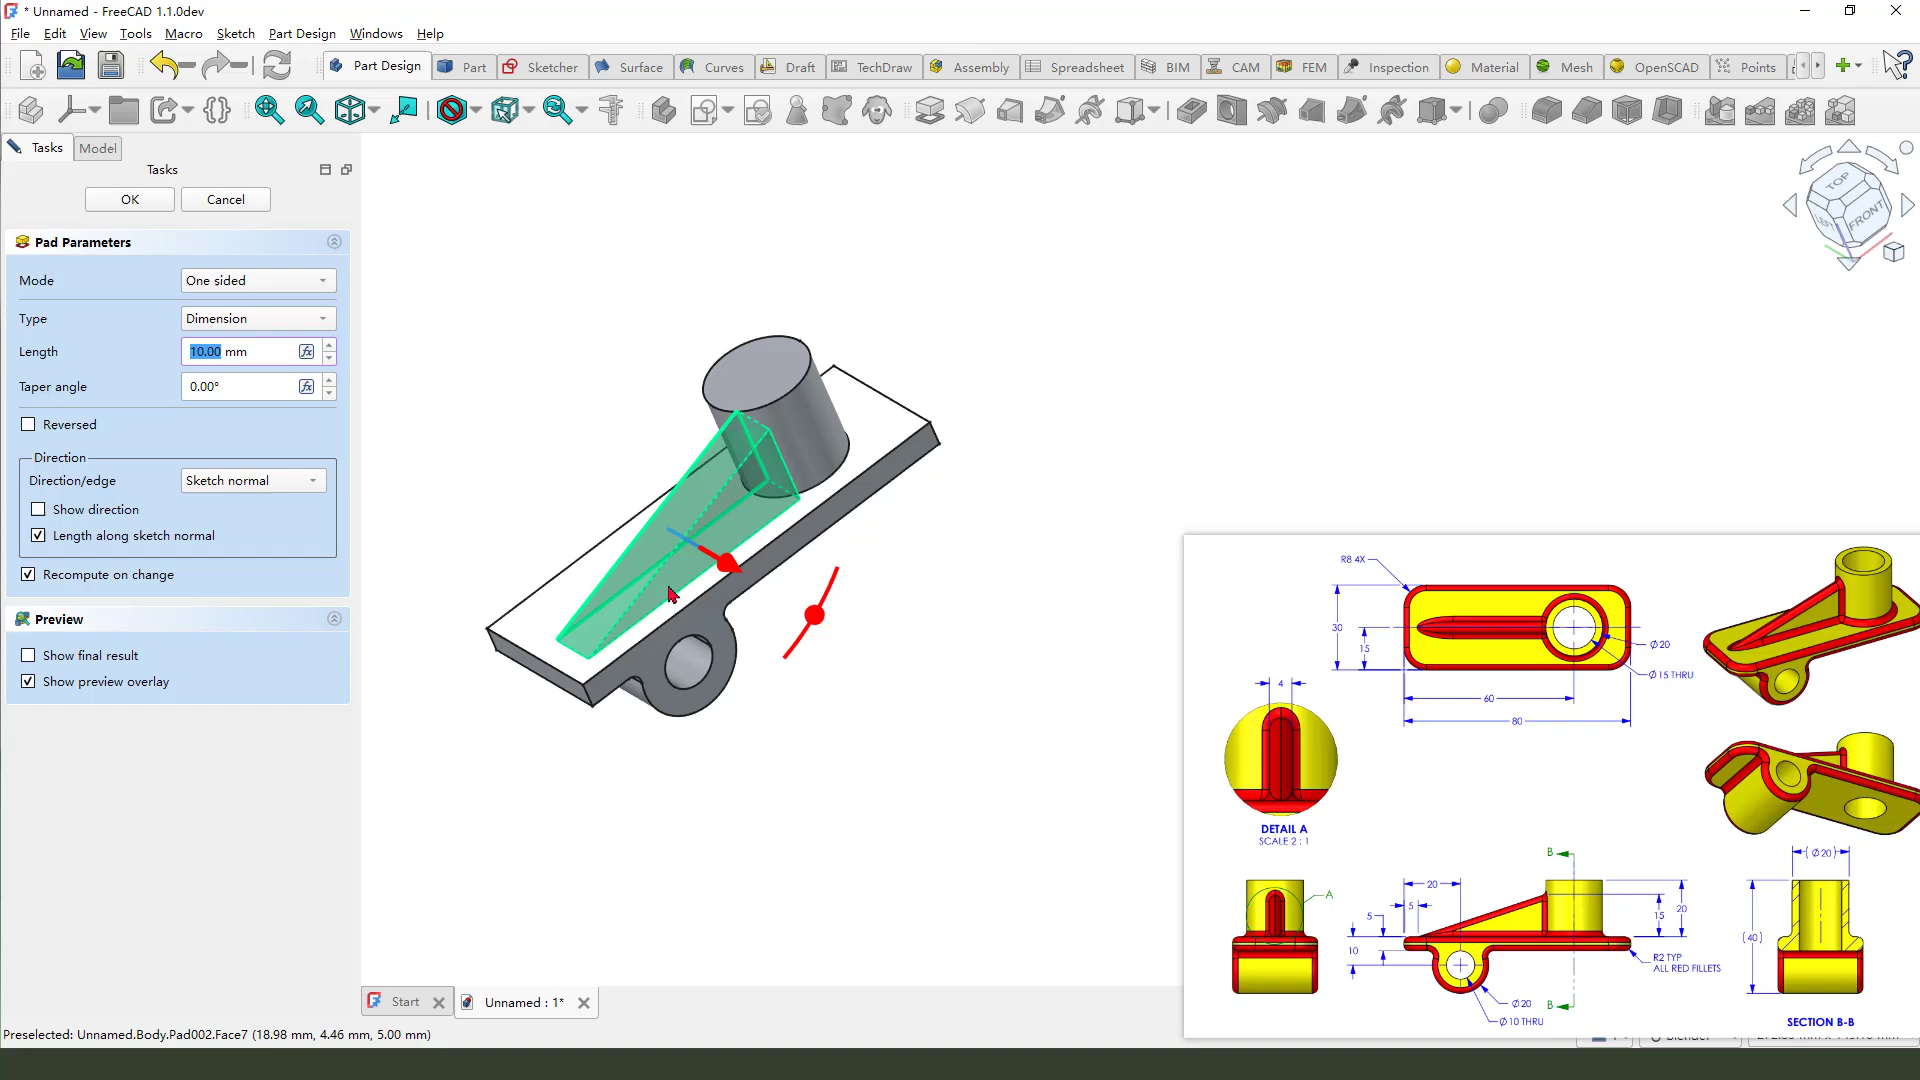 * Unnamed - FreeCAD 1.1.0dev
File Edit View Tools Macro Sketch Part Design Windows Help
Part Design Part Sketcher Surface Curves Draft TechDraw Assembly Spreadsheet BIM CAM FEM Inspection Material Mesh OpenSCAD Points
Tasks Model
Tasks
OK Cancel
Pad Parameters
Mode One sided
Type Dimension
Length 10.00 mm
Taper angle 0.00°
Reversed
Direction
Direction/edge Sketch normal
Show direction
Length along sketch normal
Recompute on change
Preview
Show final result
Show preview overlay
TOP
LEFT
FRONT
R8 4X
30
15
Ø20
Ø15 THRU
60
80
4
DETAIL A
SCALE 2 : 1
A
B
20
5
5
10
15
20
R2 TYP
ALL RED FILLETS
Ø20
Ø10 THRU
B
(Ø20)
(40)
SECTION B-B
Start Unnamed : 1*
Preselected: Unnamed.Body.Pad002.Face7 (18.98 mm, 4.46 mm, 5.00 mm)